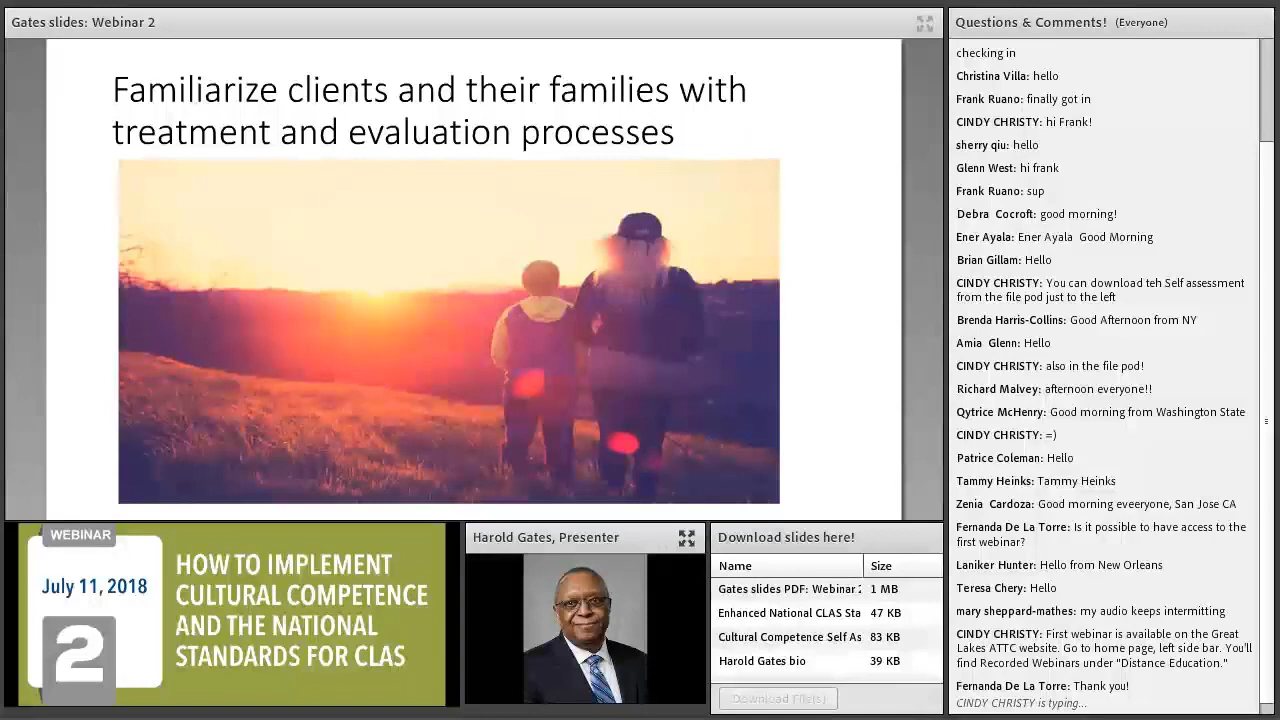 Gates slides: Webinar 2
Familiarize clients and their families with
treatment and evaluation processes
WEBINAR
July 11, 2018
2
HOW TO IMPLEMENT
CULTURAL COMPETENCE
AND THE NATIONAL
STANDARDS FOR CLAS
Harold Gates, Presenter
Download slides here!
Name Size
Gates slides PDF: Webinar 2 1 MB
Enhanced National CLAS Sta 47 KB
Cultural Competence Self As 83 KB
Harold Gates bio 39 KB
Download File(s)
Questions & Comments! (Everyone)
checking in
Christina Villa: hello
Frank Ruano: finally got in
CINDY CHRISTY: hi Frank!
sherry qiu: hello
Glenn West: hi frank
Frank Ruano: sup
Debra Cocroft: good morning!
Ener Ayala: Ener Ayala Good Morning
Brian Gillam: Hello
CINDY CHRISTY: You can download teh Self assessment
from the file pod just to the left
Brenda Harris-Collins: Good Afternoon from NY
Amia Glenn: Hello
CINDY CHRISTY: also in the file pod!
Richard Malvey: afternoon everyone!!
Qytrice McHenry: Good morning from Washington State
CINDY CHRISTY: =)
Patrice Coleman: Hello
Tammy Heinks: Tammy Heinks
Zenia Cardoza: Good morning eveeryone, San Jose CA
Fernanda De La Torre: Is it possible to have access to the
first webinar?
Laniker Hunter: Hello from New Orleans
Teresa Chery: Hello
mary sheppard-mathes: my audio keeps intermitting
CINDY CHRISTY: First webinar is available on the Great
Lakes ATTC website. Go to home page, left side bar. You'll
find Recorded Webinars under "Distance Education."
Fernanda De La Torre: Thank you!
CINDY CHRISTY is typing...